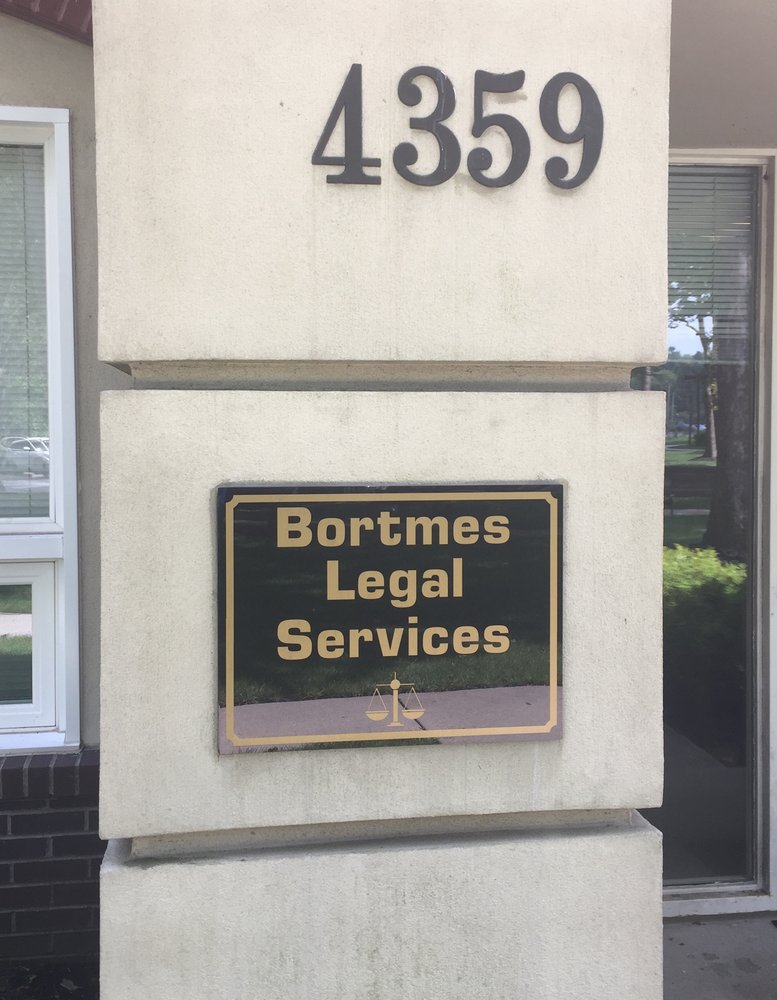 4359
Bortmes
Legal
Services